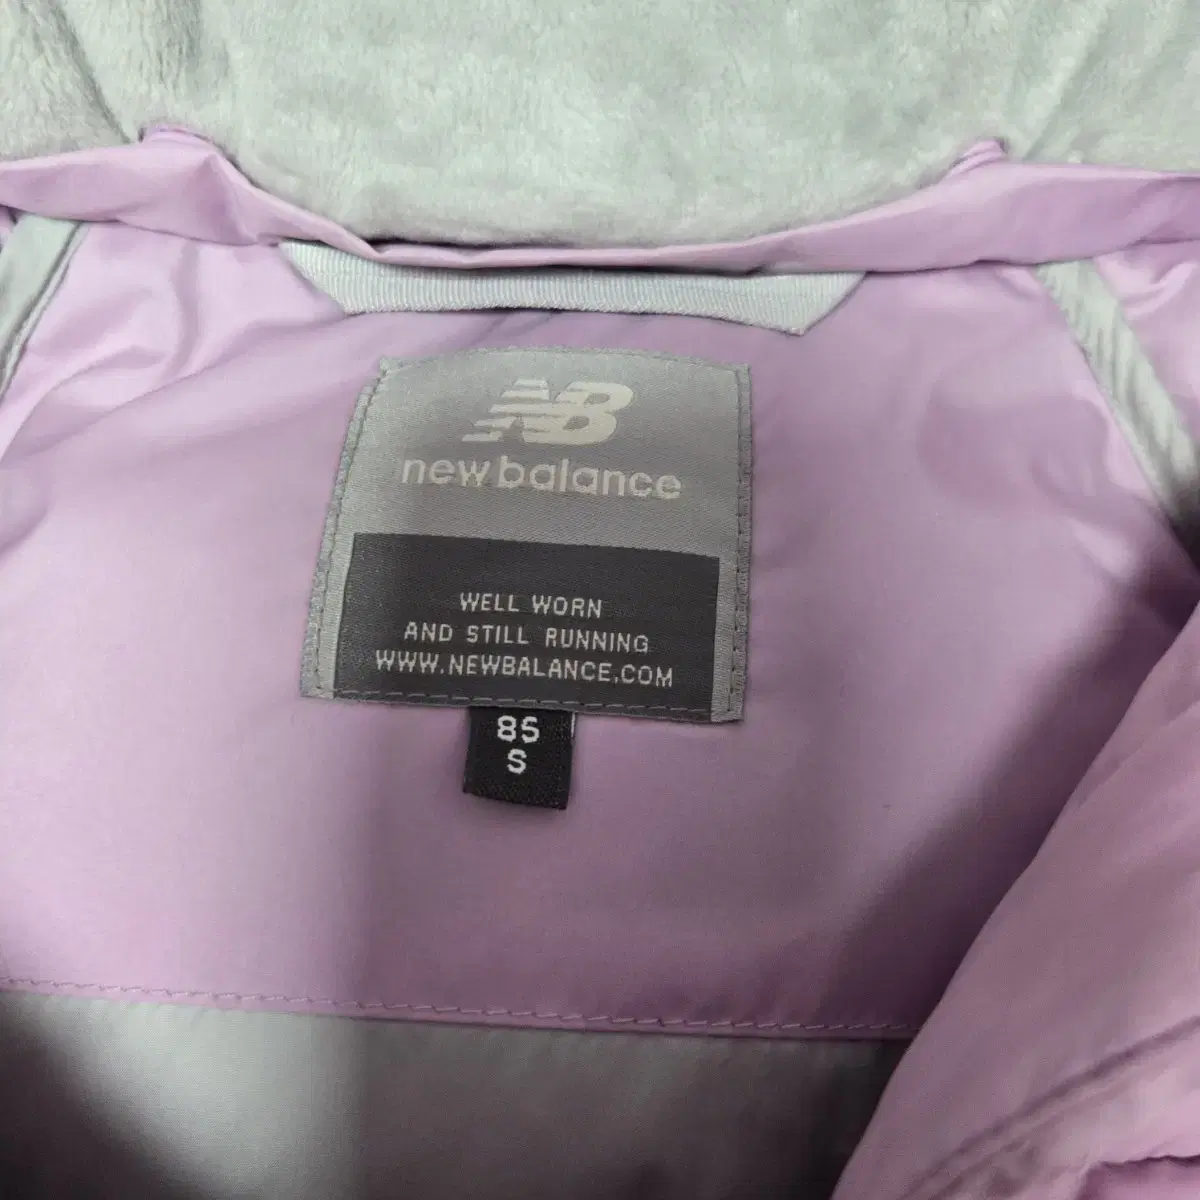 NB
new balance
WELL WORN
AND STILL RUNNING
WWW.NEWBALANCE.COM
85
S